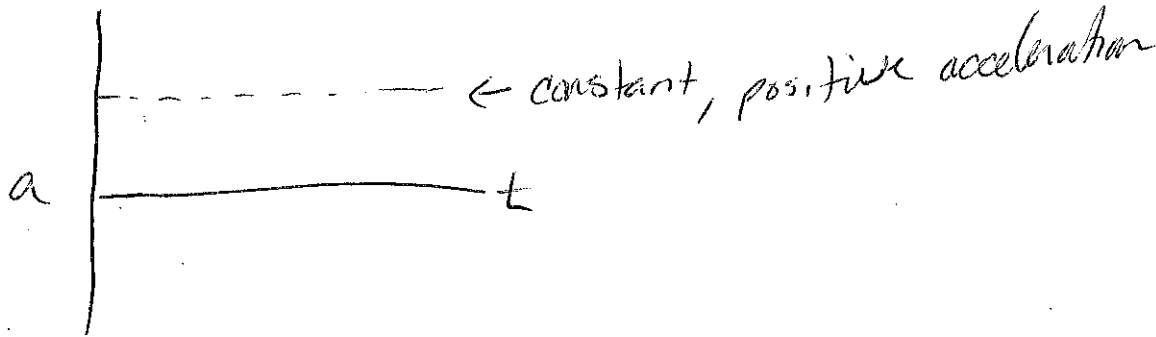 ← constant, positive acceleration
a
t